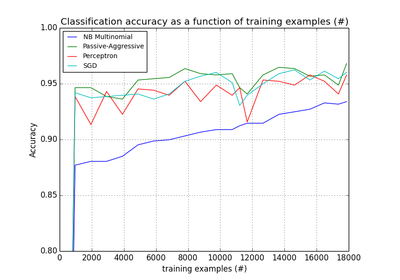 Classification accuracy as a function of training examples (#)
1.00
NB Multinomial
Passive-Aggressive
Perceptron
SGD
0.95
0.90
0.85
0.80
Accuracy
0 2000 4000 6000 8000 10000 12000 14000 16000 18000
training examples (#)